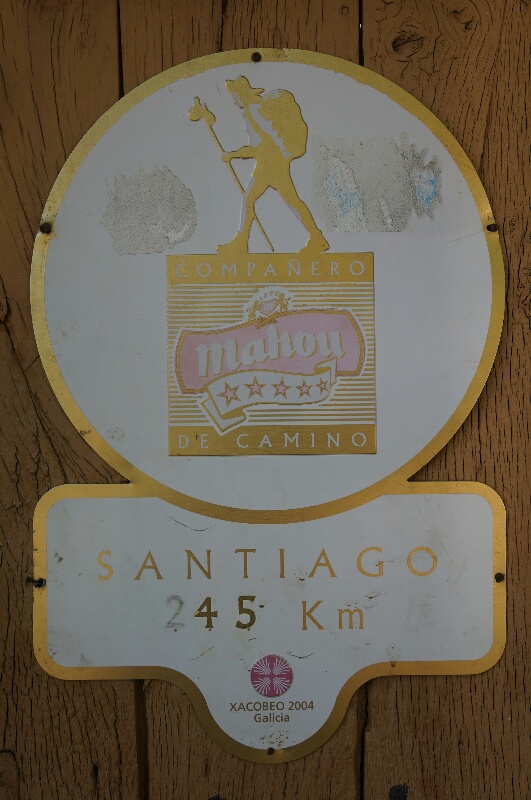 COMPAÑERO
mahou
DE CAMINO
SANTIAGO
245 Km
XACOBEO 2004
Galicia